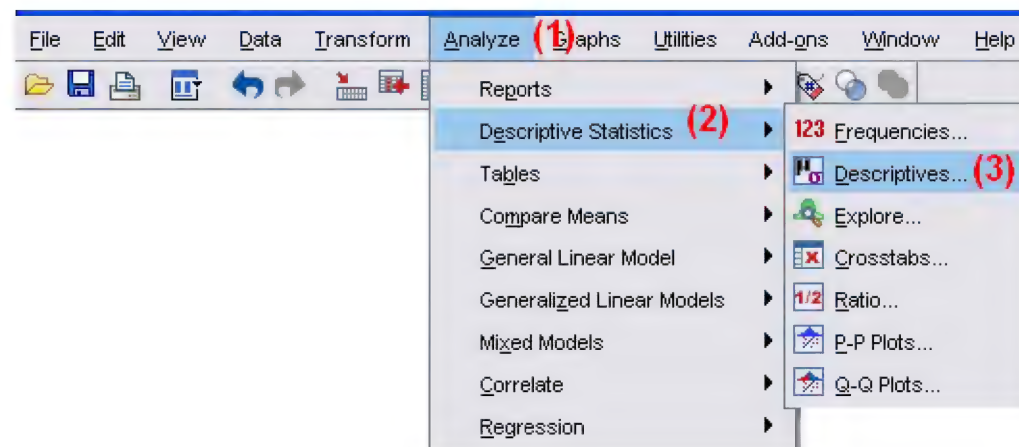 File Edit View Data Transform Analyze (1) Graphs Utilities Add-ons Window Help
Reports
Descriptive Statistics (2)
Tables
Compare Means
General Linear Model
Generalized Linear Models
Mixed Models
Correlate
Regression
123 Frequencies...
μσ Descriptives... (3)
Explore...
Crosstabs...
1/2 Ratio...
P-P Plots...
Q-Q Plots...